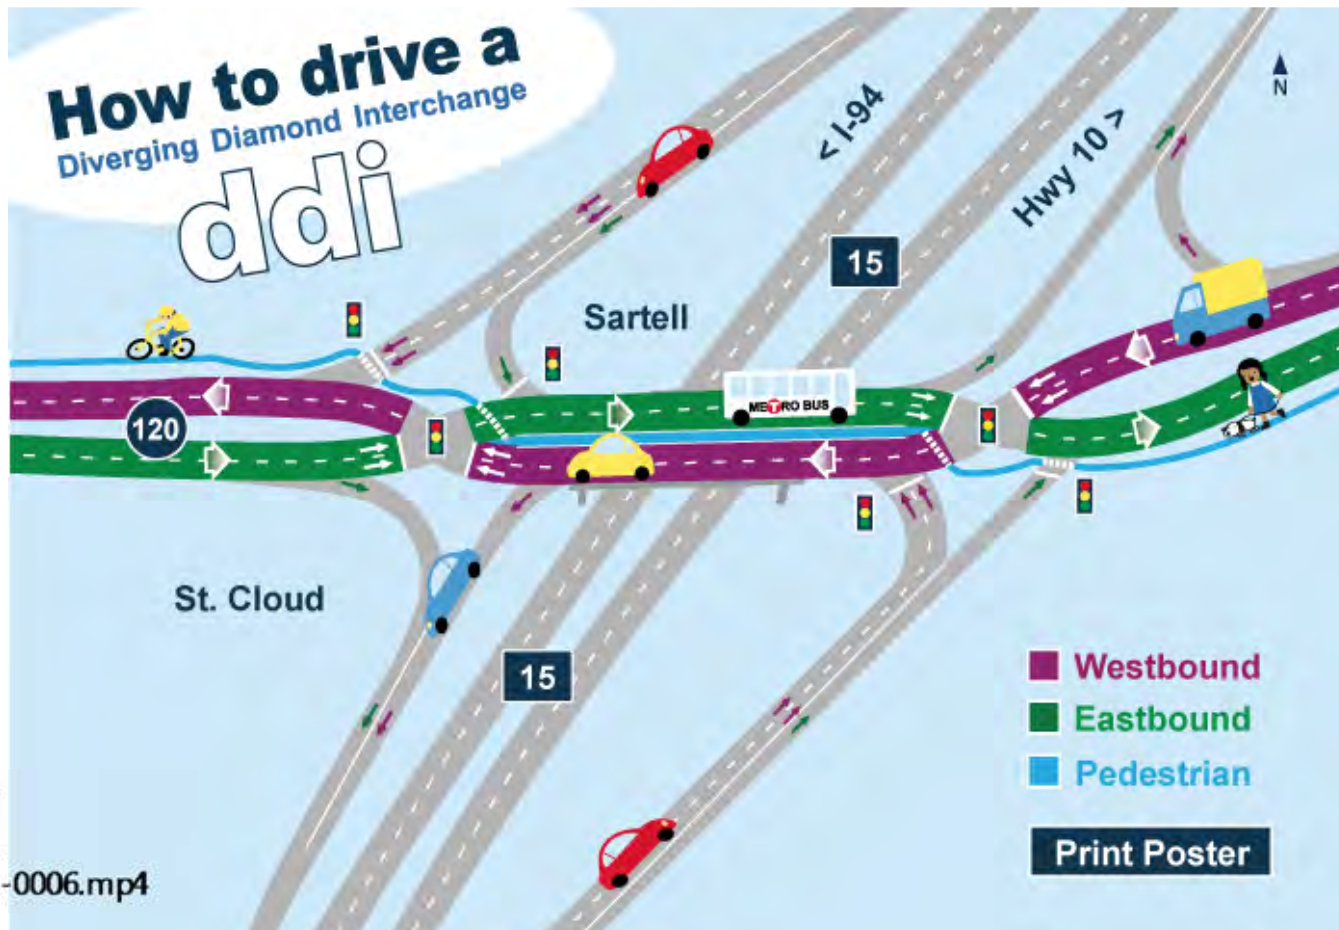 How to drive a
Diverging Diamond Interchange
ddi
< I-94
Hwy 10 >
N
15
Sartell
METRO BUS
120
St. Cloud
15
Westbound
Eastbound
Pedestrian
Print Poster
-0006.mp4